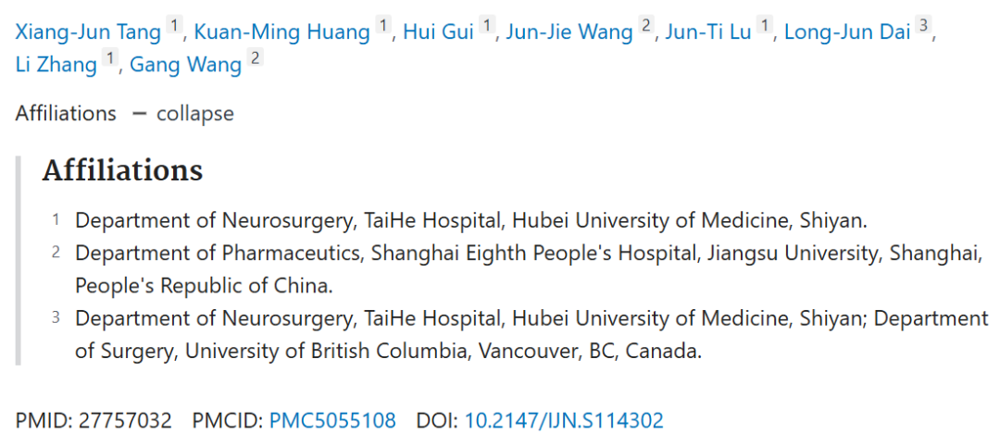 Xiang-Jun Tang 1, Kuan-Ming Huang 1, Hui Gui 1, Jun-Jie Wang 2, Jun-Ti Lu 1, Long-Jun Dai 3,
Li Zhang 1, Gang Wang 2
Affiliations — collapse
Affiliations
1 Department of Neurosurgery, TaiHe Hospital, Hubei University of Medicine, Shiyan.
2 Department of Pharmaceutics, Shanghai Eighth People's Hospital, Jiangsu University, Shanghai,
People's Republic of China.
3 Department of Neurosurgery, TaiHe Hospital, Hubei University of Medicine, Shiyan; Department
of Surgery, University of British Columbia, Vancouver, BC, Canada.
PMID: 27757032 PMCID: PMC5055108 DOI: 10.2147/IJN.S114302